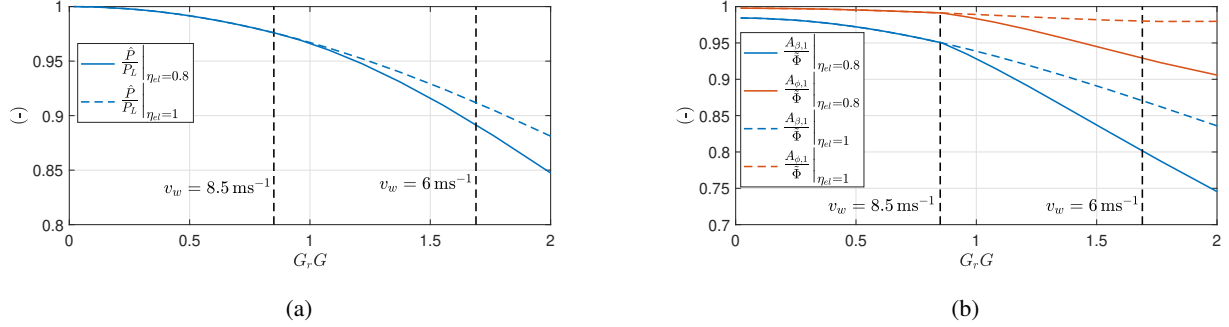 1
0.95
0.9
0.85
0.8
(-)
P̂/P_L |η_el=0.8
P̂/P_L |η_el=1
v_w = 8.5 ms⁻¹
v_w = 6 ms⁻¹
0 0.5 1 1.5 2
G_rG
(a)
1
0.95
0.9
0.85
0.8
0.75
0.7
(-)
A_β,1/Φ̃ |η_el=0.8
A_ϕ,1/Φ̃ |η_el=0.8
A_β,1/Φ̃ |η_el=1
A_ϕ,1/Φ̃ |η_el=1
v_w = 8.5 ms⁻¹
v_w = 6 ms⁻¹
0 0.5 1 1.5 2
G_rG
(b)